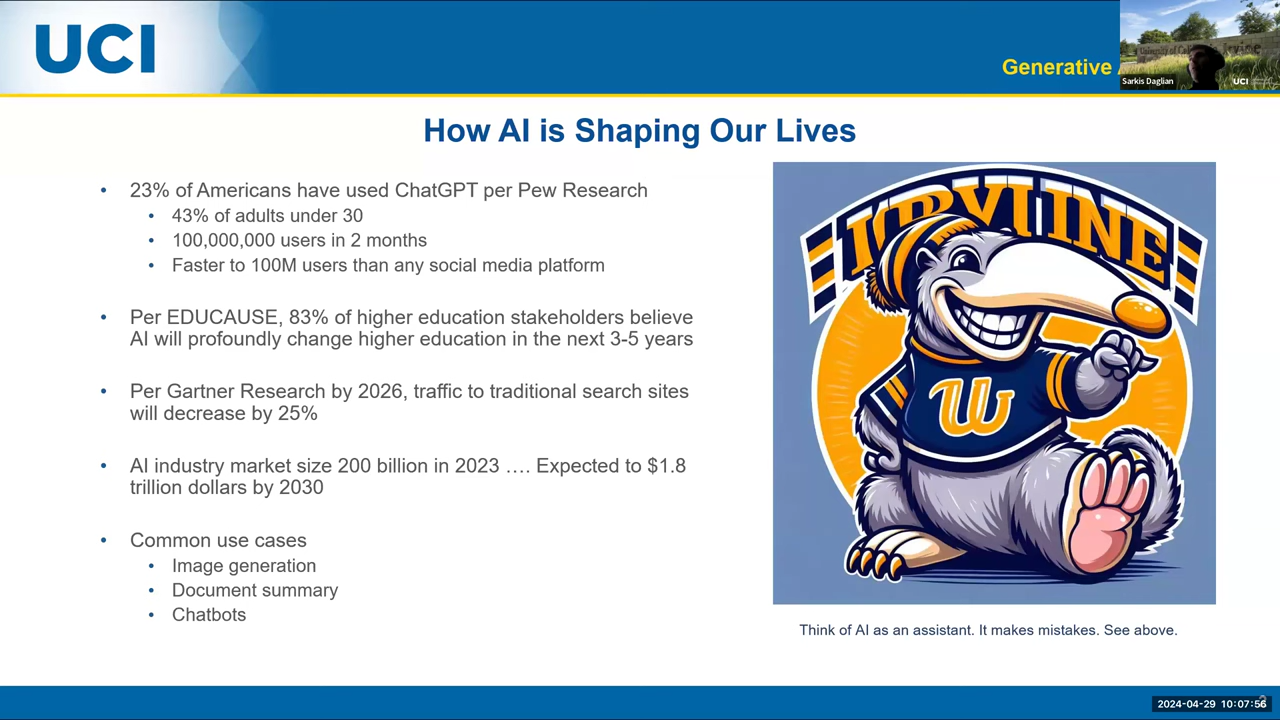 UCI
Generative
University of California, Irvine
Sarkis Daglian
UCI
How AI is Shaping Our Lives
• 23% of Americans have used ChatGPT per Pew Research
• 43% of adults under 30
• 100,000,000 users in 2 months
• Faster to 100M users than any social media platform
• Per EDUCAUSE, 83% of higher education stakeholders believe
AI will profoundly change higher education in the next 3-5 years
• Per Gartner Research by 2026, traffic to traditional search sites
will decrease by 25%
• AI industry market size 200 billion in 2023 …. Expected to $1.8
trillion dollars by 2030
• Common use cases
• Image generation
• Document summary
• Chatbots
W
Think of AI as an assistant. It makes mistakes. See above.
2024-04-29 10:07:56